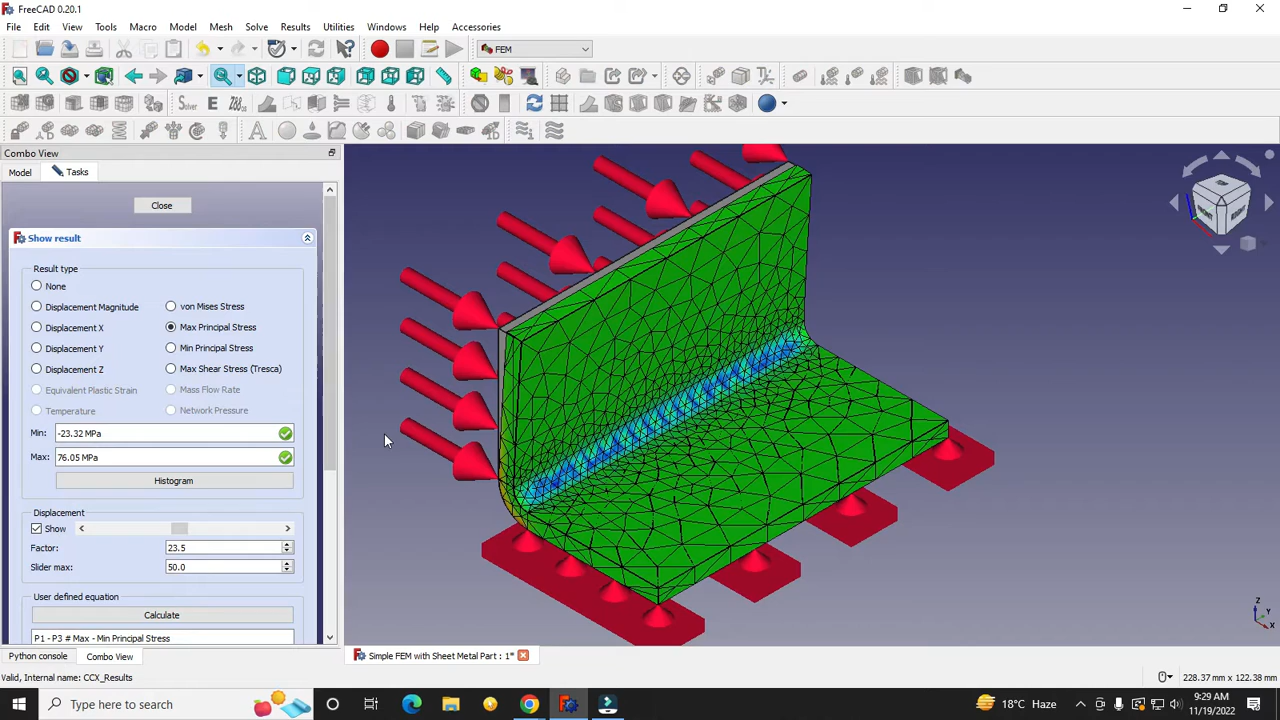 FreeCAD 0.20.1
File Edit View Tools Macro Model Mesh Solve Results Utilities Windows Help Accessories
FEM
Combo View
Model Tasks
Close
Show result
Result type
None
Displacement Magnitude von Mises Stress
Displacement X Max Principal Stress
Displacement Y Min Principal Stress
Displacement Z Max Shear Stress (Tresca)
Equivalent Plastic Strain Mass Flow Rate
Temperature Network Pressure
Min: -23.32 MPa
Max: 76.05 MPa
Histogram
Displacement
Show
Factor: 23.5
Slider max: 50.0
User defined equation
Calculate
P1 - P3 # Max - Min Principal Stress
Z
Y
X
Python console Combo View
Simple FEM with Sheet Metal Part : 1*
Valid, Internal name: CCX_Results
228.37 mm x 122.38 mm
Type here to search
18°C Haze
9:29 AM
11/19/2022